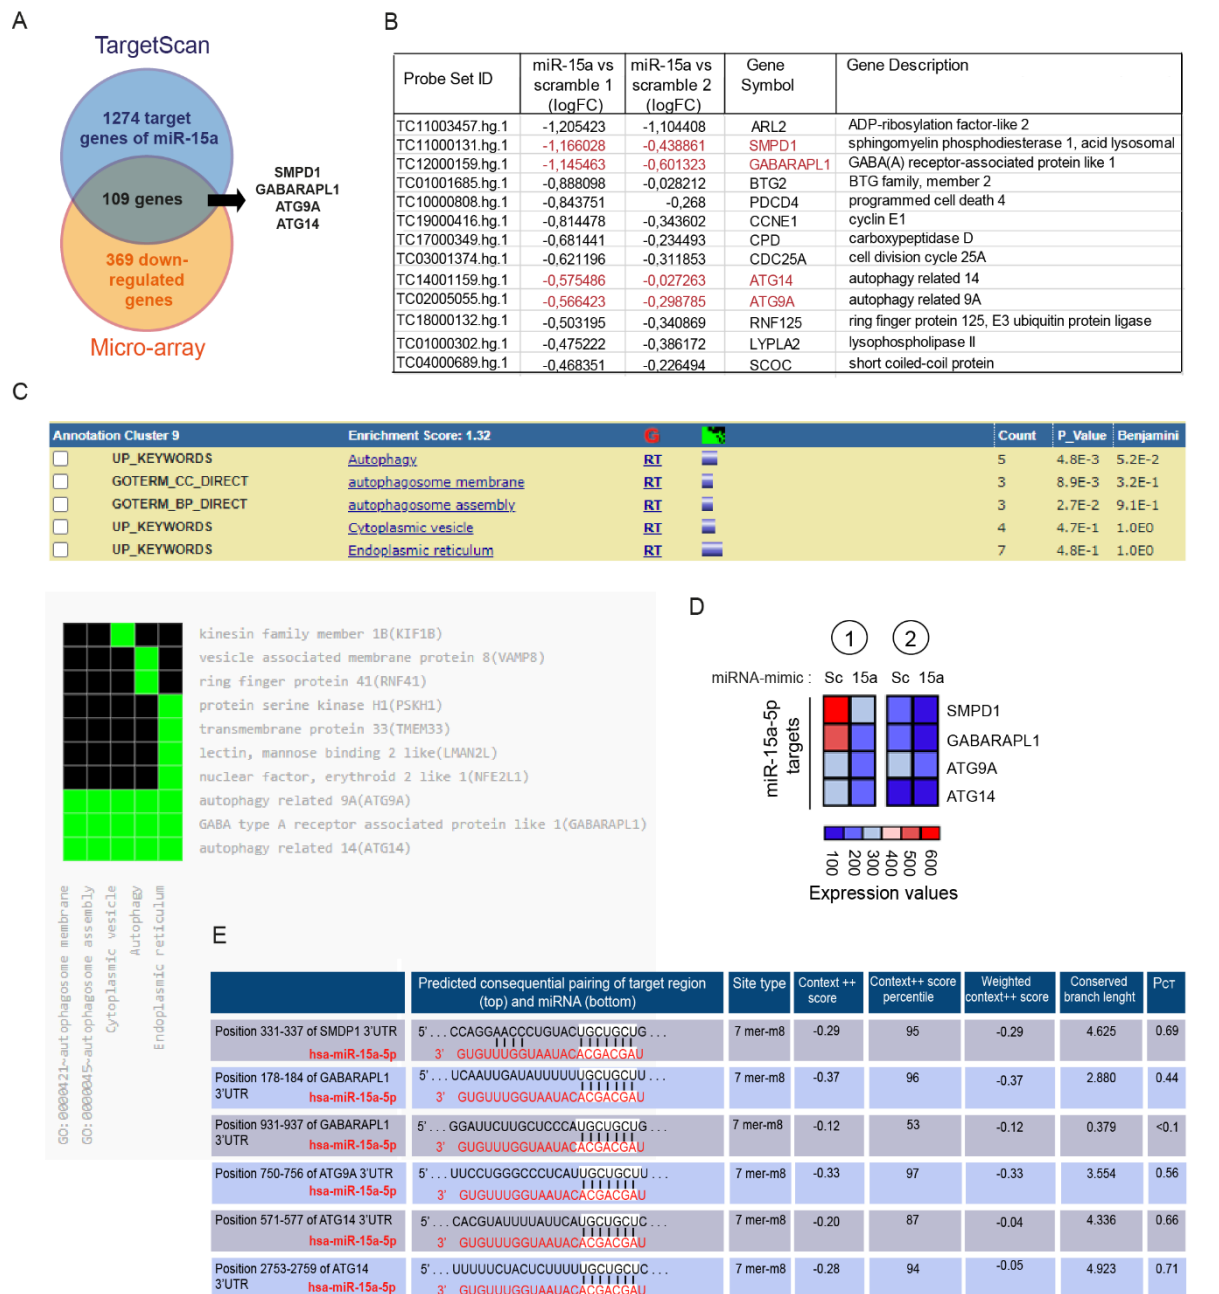 A
TargetScan
1274 target
genes of miR-15a
109 genes
369 down-
regulated
genes
Micro-array
SMPD1
GABARAPL1
ATG9A
ATG14
B
Probe Set ID | miR-15a vs scramble 1 (logFC) | miR-15a vs scramble 2 (logFC) | Gene Symbol | Gene Description
TC11003457.hg.1 -1,205423 -1,104408 ARL2 ADP-ribosylation factor-like 2
TC11000131.hg.1 -1,166028 -0,438861 SMPD1 sphingomyelin phosphodiesterase 1, acid lysosomal
TC12000159.hg.1 -1,145463 -0,601323 GABARAPL1 GABA(A) receptor-associated protein like 1
TC01001685.hg.1 -0,888098 -0,028212 BTG2 BTG family, member 2
TC10000808.hg.1 -0,843751 -0,268 PDCD4 programmed cell death 4
TC19000416.hg.1 -0,814478 -0,343602 CCNE1 cyclin E1
TC17000349.hg.1 -0,681441 -0,234493 CPD carboxypeptidase D
TC03001374.hg.1 -0,621196 -0,311853 CDC25A cell division cycle 25A
TC14001159.hg.1 -0,575486 -0,027263 ATG14 autophagy related 14
TC02005055.hg.1 -0,566423 -0,298785 ATG9A autophagy related 9A
TC18000132.hg.1 -0,503195 -0,340869 RNF125 ring finger protein 125, E3 ubiquitin protein ligase
TC01000302.hg.1 -0,475222 -0,386172 LYPLA2 lysophospholipase II
TC04000689.hg.1 -0,468351 -0,226494 SCOC short coiled-coil protein
C
Annotation Cluster 9 Enrichment Score: 1.32 G Count P_Value Benjamini
UP_KEYWORDS Autophagy RT 5 4.8E-3 5.2E-2
GOTERM_CC_DIRECT autophagosome membrane RT 3 8.9E-3 3.2E-1
GOTERM_BP_DIRECT autophagosome assembly RT 3 2.7E-2 9.1E-1
UP_KEYWORDS Cytoplasmic vesicle RT 4 4.7E-1 1.0E0
UP_KEYWORDS Endoplasmic reticulum RT 7 4.8E-1 1.0E0
kinesin family member 1B(KIF1B)
vesicle associated membrane protein 8(VAMP8)
ring finger protein 41(RNF41)
protein serine kinase H1(PSKH1)
transmembrane protein 33(TMEM33)
lectin, mannose binding 2 like(LMAN2L)
nuclear factor, erythroid 2 like 1(NFE2L1)
autophagy related 9A(ATG9A)
GABA type A receptor associated protein like 1(GABARAPL1)
autophagy related 14(ATG14)
GO:0000421~autophagosome membrane
GO:0000045~autophagosome assembly
Cytoplasmic vesicle
Autophagy
Endoplasmic reticulum
D
1 2
miRNA-mimic : Sc 15a Sc 15a
miR-15a-5p
targets
SMPD1
GABARAPL1
ATG9A
ATG14
100 200 300 400 500 600
Expression values
E
Predicted consequential pairing of target region (top) and miRNA (bottom) | Site type | Context ++ score | Context++ score percentile | Weighted context++ score | Conserved branch lenght | PCT
Position 331-337 of SMDP1 3'UTR 5' . . . CCAGGAACCCUGUACUGCUGCUG . . . 7 mer-m8 -0.29 95 -0.29 4.625 0.69
hsa-miR-15a-5p 3' GUGUUUGGUAAUACACGACGAU
Position 178-184 of GABARAPL1 5' . . . UCAAUUGAUAUUUUUUGCUGCUU . . . 7 mer-m8 -0.37 96 -0.37 2.880 0.44
3'UTR hsa-miR-15a-5p 3' GUGUUUGGUAAUACACGACGAU
Position 931-937 of GABARAPL1 5' . . . GGAUUCUUGCUCCCAUGCUGCUG . . . 7 mer-m8 -0.12 53 -0.12 0.379 <0.1
3'UTR hsa-miR-15a-5p 3' GUGUUUGGUAAUACACGACGAU
Position 750-756 of ATG9A 3'UTR 5' . . . UUCCUGGGCCCUCAUUGCUGCUU . . . 7 mer-m8 -0.33 97 -0.33 3.554 0.56
hsa-miR-15a-5p 3' GUGUUUGGUAAUACACGACGAU
Position 571-577 of ATG14 3'UTR 5' . . . CACGUAUUUUAUUCAUGCUGCUC . . . 7 mer-m8 -0.20 87 -0.04 4.336 0.66
hsa-miR-15a-5p 3' GUGUUUGGUAAUACACGACGAU
Position 2753-2759 of ATG14 5' . . . UUUUUCUACUCUUUUUGCUGCUC . . . 7 mer-m8 -0.28 94 -0.05 4.923 0.71
3'UTR hsa-miR-15a-5p 3' GUGUUUGGUAAUACACGACGAU